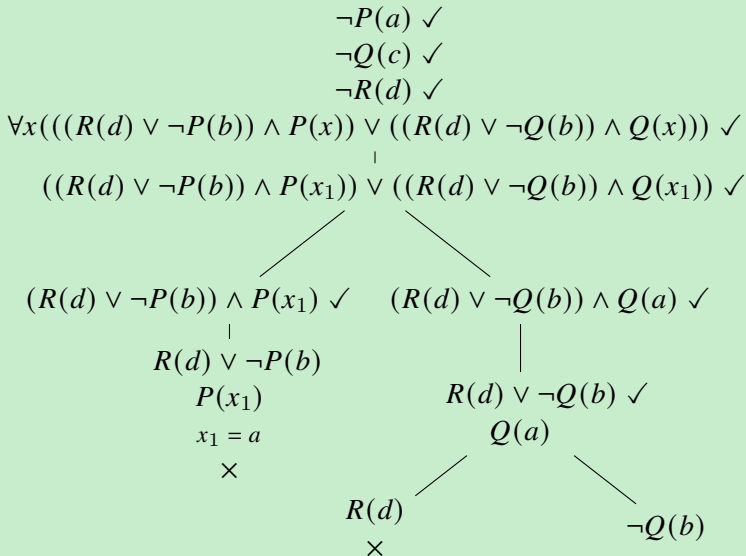 ¬P(a) ✓
¬Q(c) ✓
¬R(d) ✓
∀x(((R(d) ∨ ¬P(b)) ∧ P(x)) ∨ ((R(d) ∨ ¬Q(b)) ∧ Q(x))) ✓
((R(d) ∨ ¬P(b)) ∧ P(x₁)) ∨ ((R(d) ∨ ¬Q(b)) ∧ Q(x₁)) ✓
(R(d) ∨ ¬P(b)) ∧ P(x₁) ✓
(R(d) ∨ ¬Q(b)) ∧ Q(a) ✓
R(d) ∨ ¬P(b)
P(x₁)
x₁ = a
×
R(d) ∨ ¬Q(b) ✓
Q(a)
R(d)
×
¬Q(b)